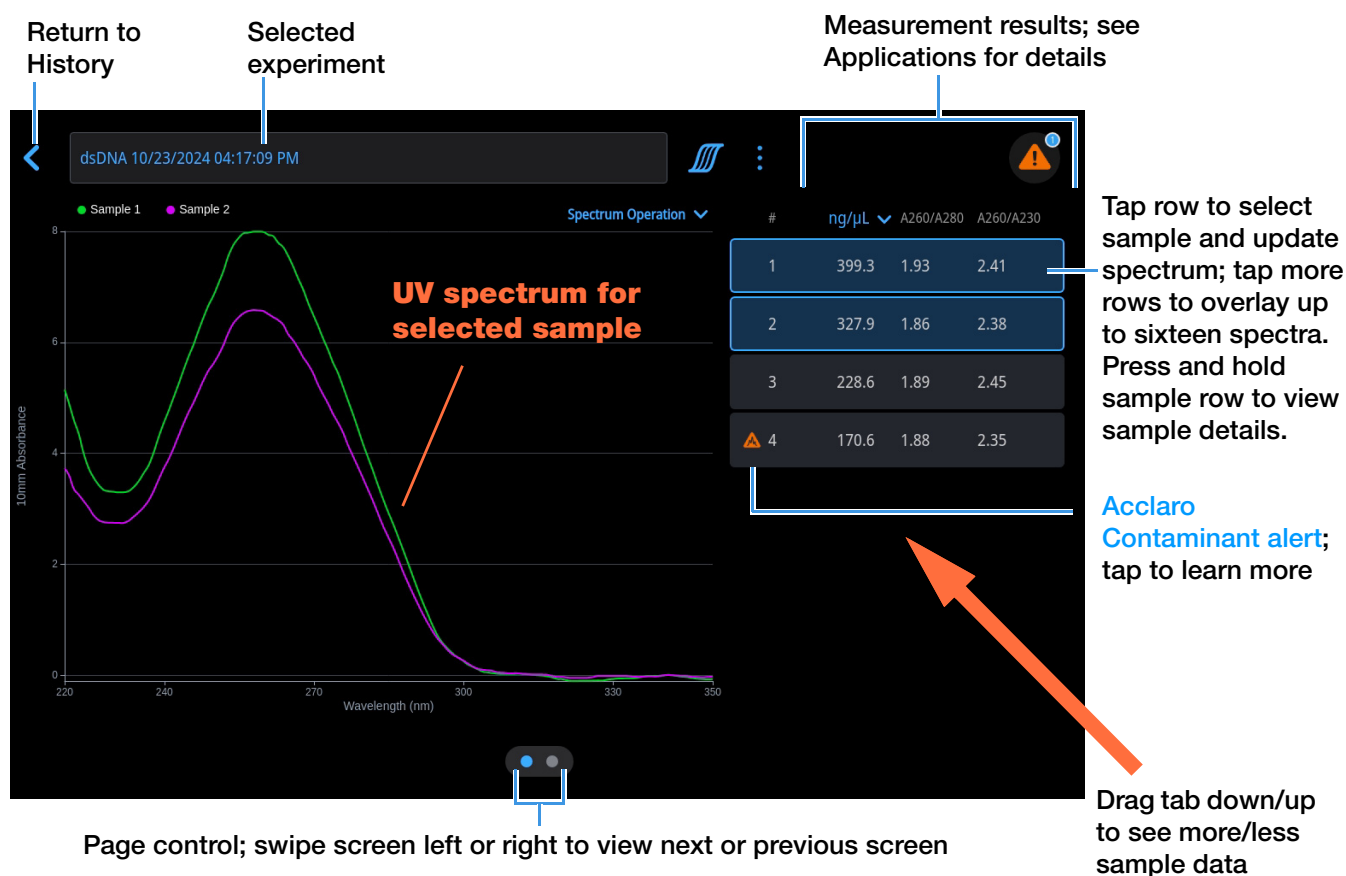 Return to
History
Selected
experiment
Measurement results; see
Applications for details
dsDNA 10/23/2024 04:17:09 PM
1
Sample 1
Sample 2
Spectrum Operation
# ng/µL A260/A280 A260/A230
1 399.3 1.93 2.41
2 327.9 1.86 2.38
3 228.6 1.89 2.45
4 170.6 1.88 2.35
UV spectrum for
selected sample
8
6
4
2
0
10mm Absorbance
220 240 270 300 330 350
Wavelength (nm)
Tap row to select
sample and update
spectrum; tap more
rows to overlay up
to sixteen spectra.
Press and hold
sample row to view
sample details.
Acclaro
Contaminant alert;
tap to learn more
Drag tab down/up
to see more/less
sample data
Page control; swipe screen left or right to view next or previous screen